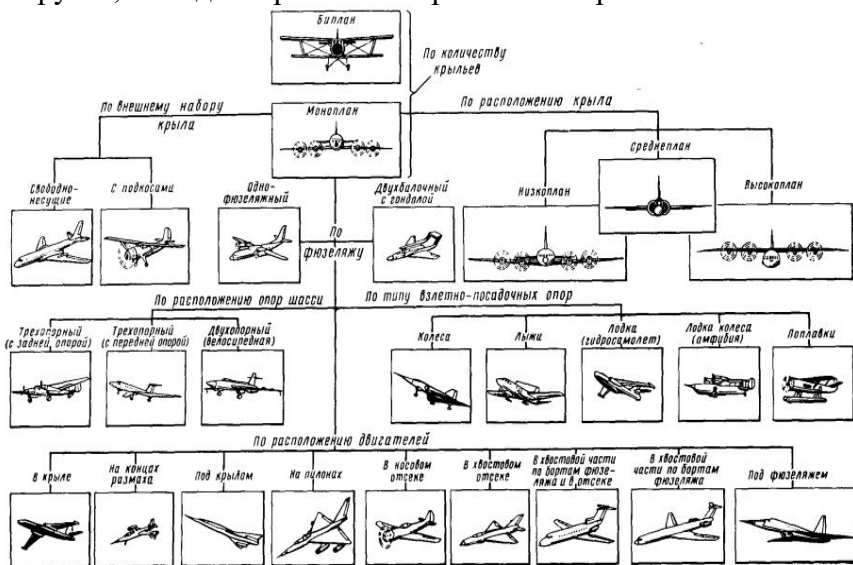 Биплан
По количеству
крыльев
По внешнему набору
крыла
Моноплан
По расположению крыла
Свободно-
несущие
С подкосами
Одно-
фюзеляжный
По
фюзеляжу
Двухбалочный
с гондолой
Низкоплан
Среднеплан
Высокоплан
По расположению опор шасси
По типу взлетно-посадочных опор
Трехопорный
(с задней опорой)
Трехопорный
(с передней опорой)
Двухопорный
(велосипедная)
Колеса
Лыжи
Лодка
(гидросамолет)
Лодка колеса
(амфибия)
Поплавки
По расположению двигателей
В крыле
На концах
размаха
Под крылом
На пилонах
В носовом
отсеке
В хвостовом
отсеке
В хвостовой части
по бортам фюзе-
ляжа и в отсеке
В хвостовой
части по бортам
фюзеляжа
Под фюзеляжем